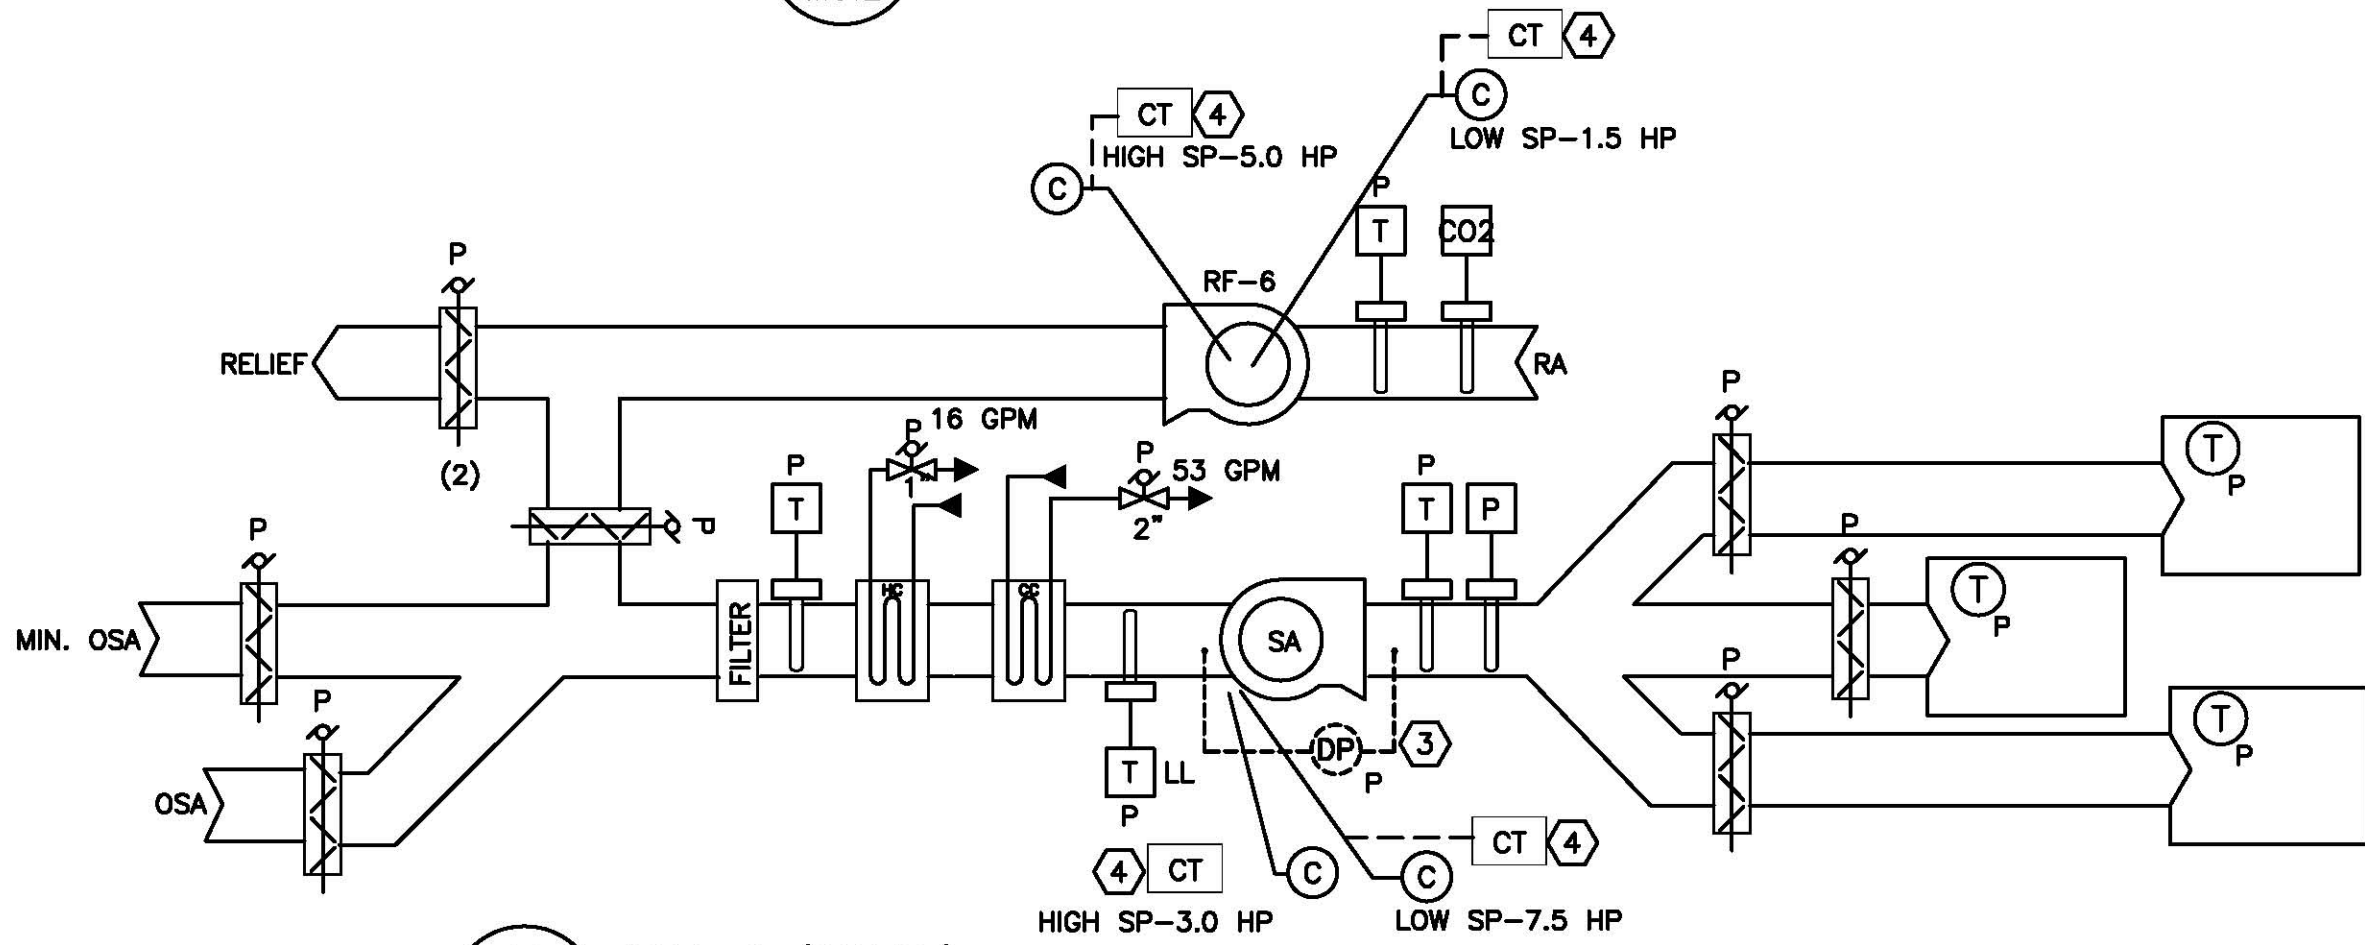 CT 4
C
LOW SP-1.5 HP
CT 4
HIGH SP-5.0 HP
C
P
T
CO2
RF-6
P
RELIEF
RA
(2)
P
16 GPM
1"
P
53 GPM
2"
P
T
P
P
T
P
P
T
P
P
T
P
P
T
P
P
MIN. OSA
FILTER
HC
CC
SA
P
OSA
T LL
P
DP
P
3
4 CT
C
HIGH SP-3.0 HP
CT 4
C
LOW SP-7.5 HP